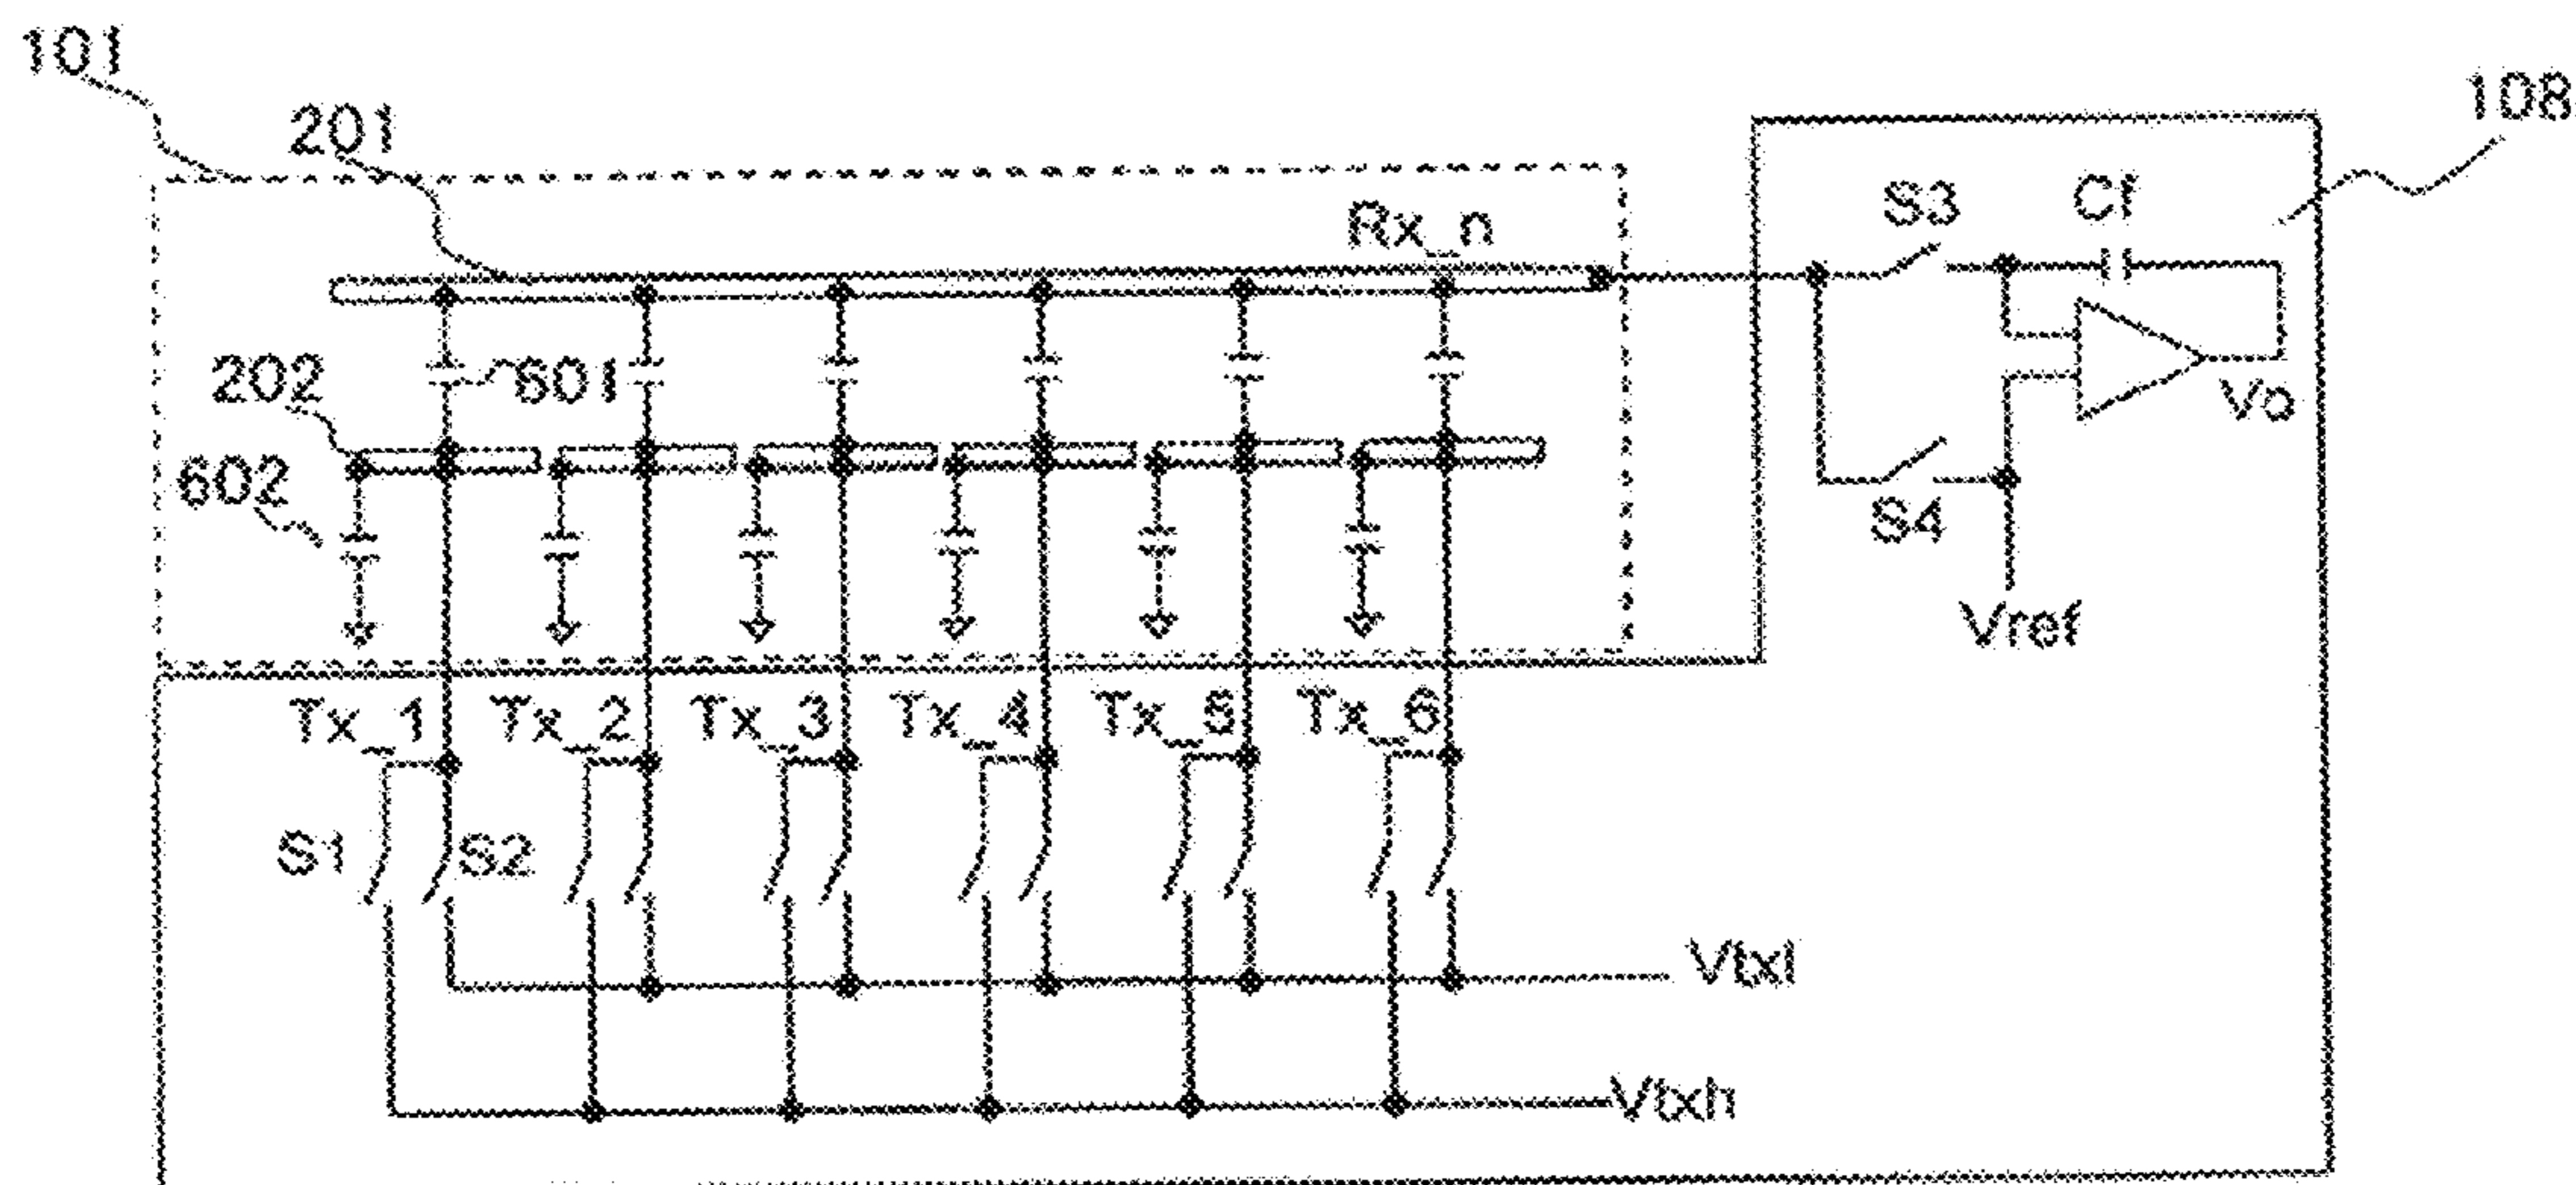 101
108
201
S3
Cf
Rx_n
202
601
Vo
602
S4
Vref
Tx_1
Tx_2
Tx_3
Tx_4
Tx_5
Tx_6
S1
S2
Vtxl
Vtxh